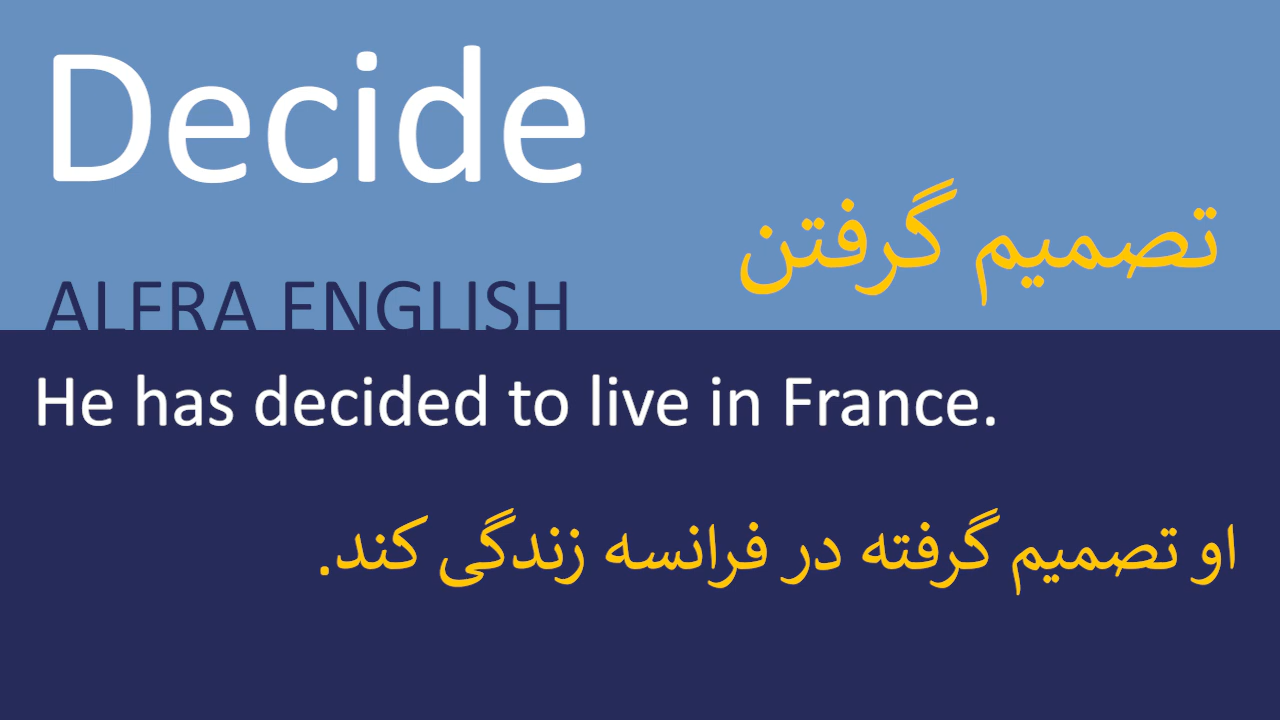 Decide
تصمیم گرفتن
ALFRA ENGLISH
He has decided to live in France.
او تصمیم گرفته در فرانسه زندگی کند.